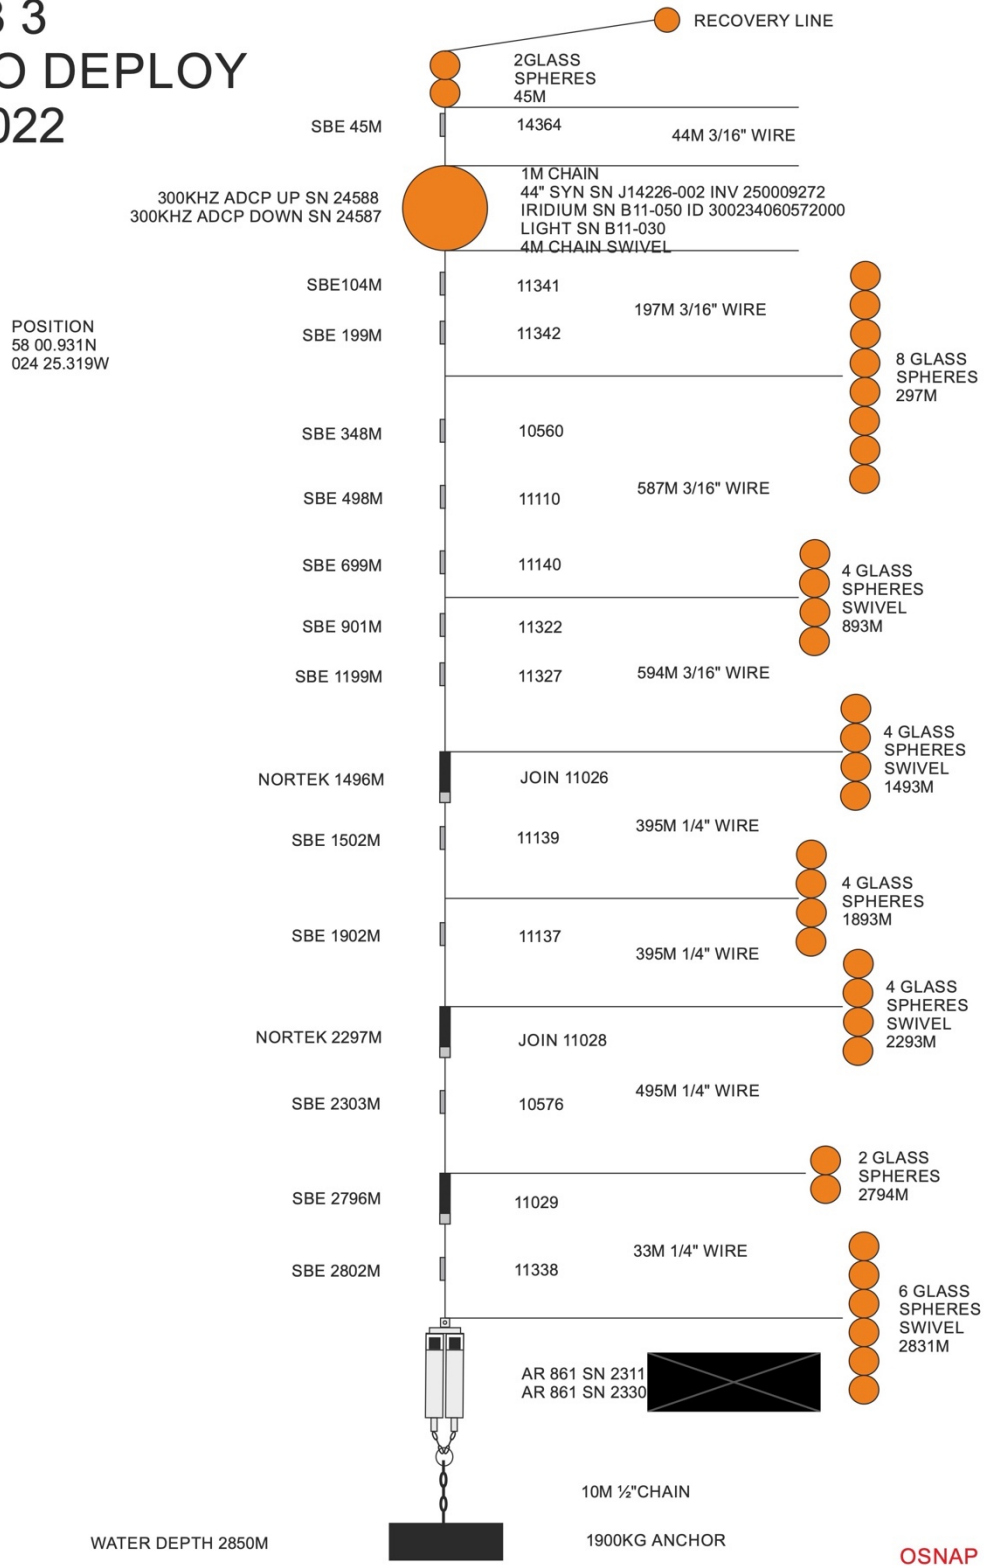 3
O DEPLOY
022
RECOVERY LINE
2GLASS
SPHERES
45M
SBE 45M
14364
44M 3/16" WIRE
300KHZ ADCP UP SN 24588
300KHZ ADCP DOWN SN 24587
1M CHAIN
44" SYN SN J14226-002 INV 250009272
IRIDIUM SN B11-050 ID 300234060572000
LIGHT SN B11-030
4M CHAIN SWIVEL
SBE104M
11341
197M 3/16" WIRE
POSITION
58 00.931N
024 25.319W
SBE 199M
11342
8 GLASS
SPHERES
297M
SBE 348M
10560
587M 3/16" WIRE
SBE 498M
11110
SBE 699M
11140
4 GLASS
SPHERES
SWIVEL
893M
SBE 901M
11322
SBE 1199M
11327
594M 3/16" WIRE
4 GLASS
SPHERES
SWIVEL
1493M
NORTEK 1496M
JOIN 11026
395M 1/4" WIRE
SBE 1502M
11139
4 GLASS
SPHERES
1893M
SBE 1902M
11137
395M 1/4" WIRE
4 GLASS
SPHERES
SWIVEL
2293M
NORTEK 2297M
JOIN 11028
495M 1/4" WIRE
SBE 2303M
10576
2 GLASS
SPHERES
2794M
SBE 2796M
11029
33M 1/4" WIRE
SBE 2802M
11338
6 GLASS
SPHERES
SWIVEL
2831M
AR 861 SN 2311
AR 861 SN 2330
10M ½"CHAIN
WATER DEPTH 2850M
1900KG ANCHOR
OSNAP